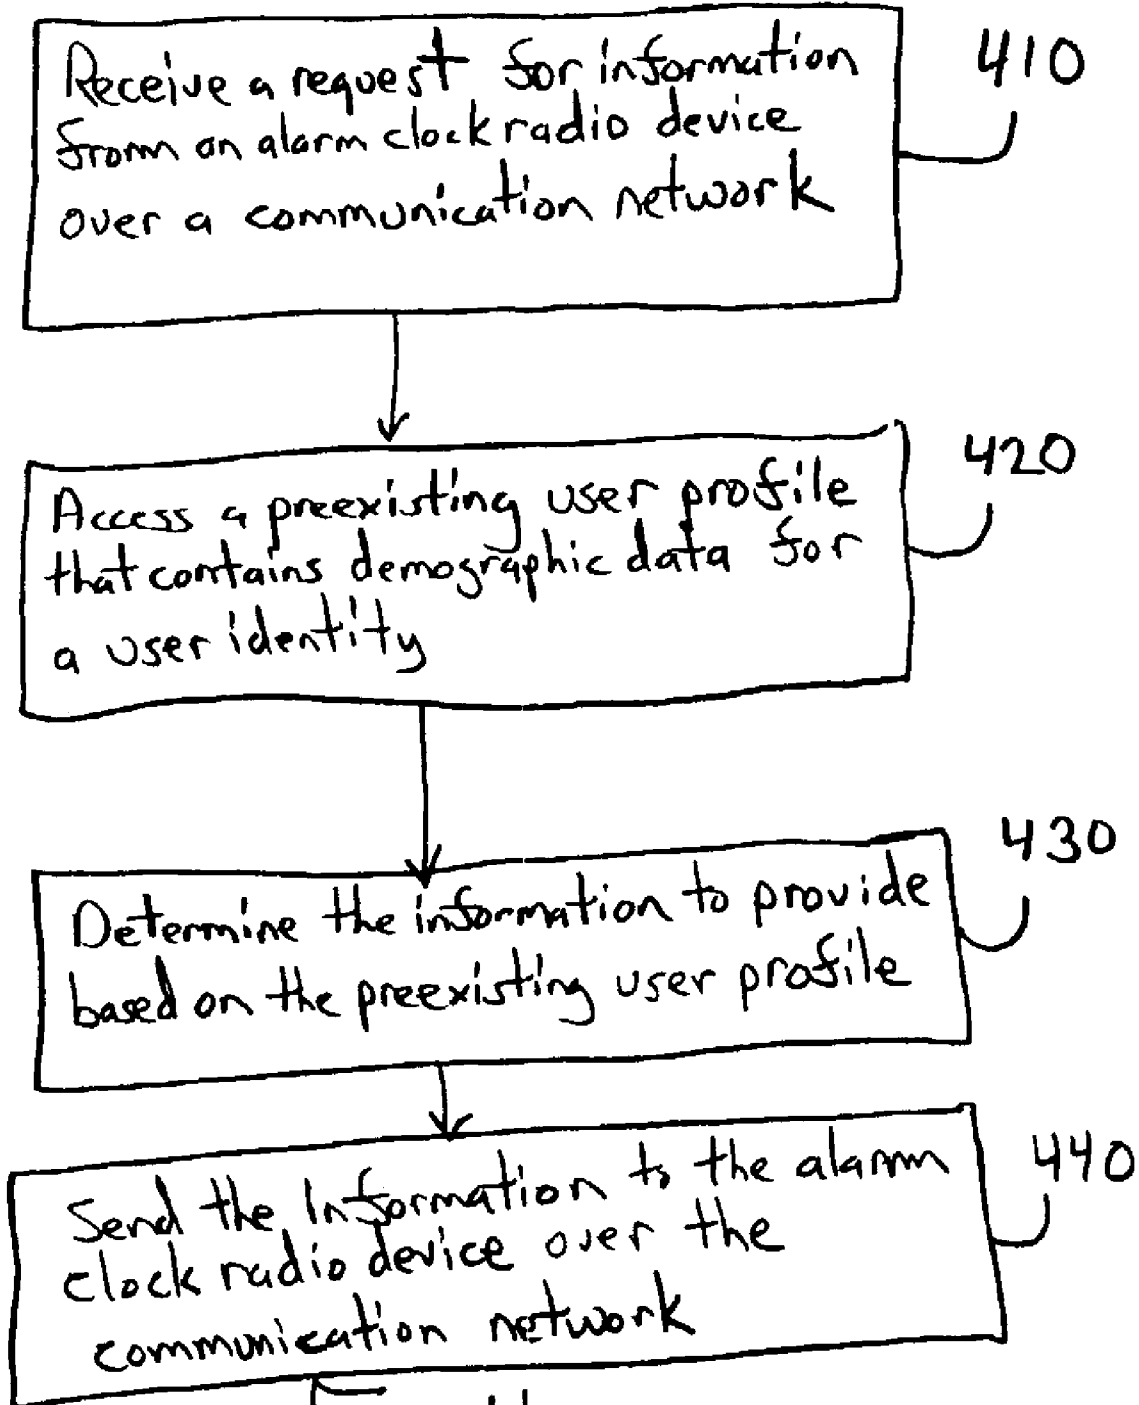 Receive a request for information
from an alarm clock radio device
over a communication network
410
Access a preexisting user profile
that contains demographic data for
a user identity
420
Determine the information to provide
based on the preexisting user profile
430
Send the Information to the alarm
clock radio device over the
communication network
440